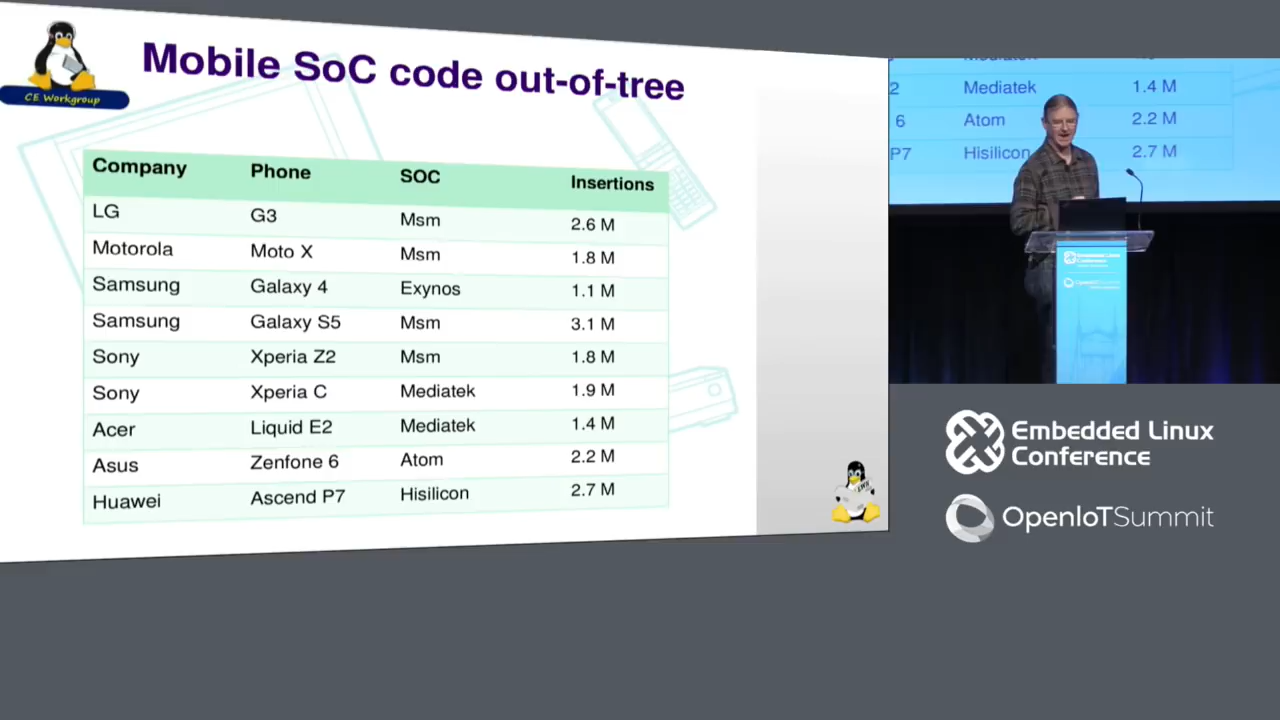 Mobile SoC code out-of-tree
CE Workgroup
Company Phone SOC Insertions
LG G3 Msm 2.6 M
Motorola Moto X Msm 1.8 M
Samsung Galaxy 4 Exynos 1.1 M
Samsung Galaxy S5 Msm 3.1 M
Sony Xperia Z2 Msm 1.8 M
Sony Xperia C Mediatek 1.9 M
Acer Liquid E2 Mediatek 1.4 M
Asus Zenfone 6 Atom 2.2 M
Huawei Ascend P7 Hisilicon 2.7 M
2 Mediatek 1.4 M
6 Atom 2.2 M
P7 Hisilicon 2.7 M
Embedded Linux
Conference
OpenIoTSummit
Embedded Linux
Conference
OpenIoTSummit